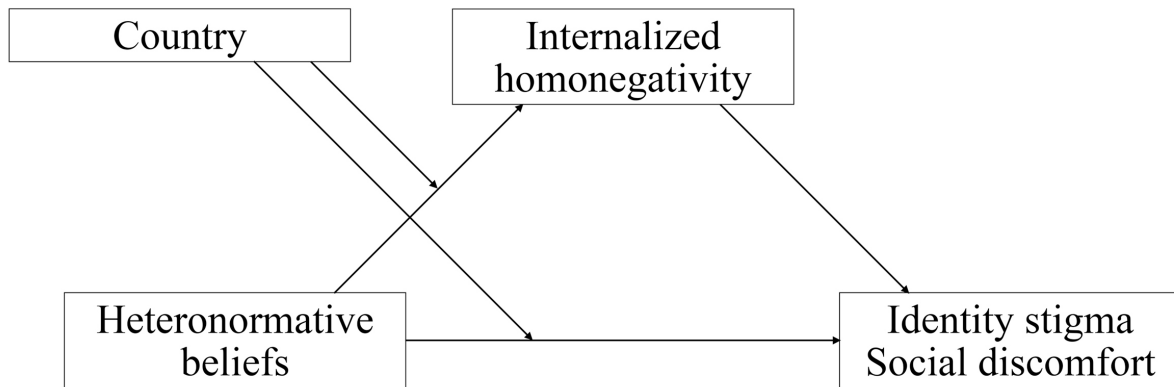 Country
Internalized
homonegativity
Heteronormative
beliefs
Identity stigma
Social discomfort